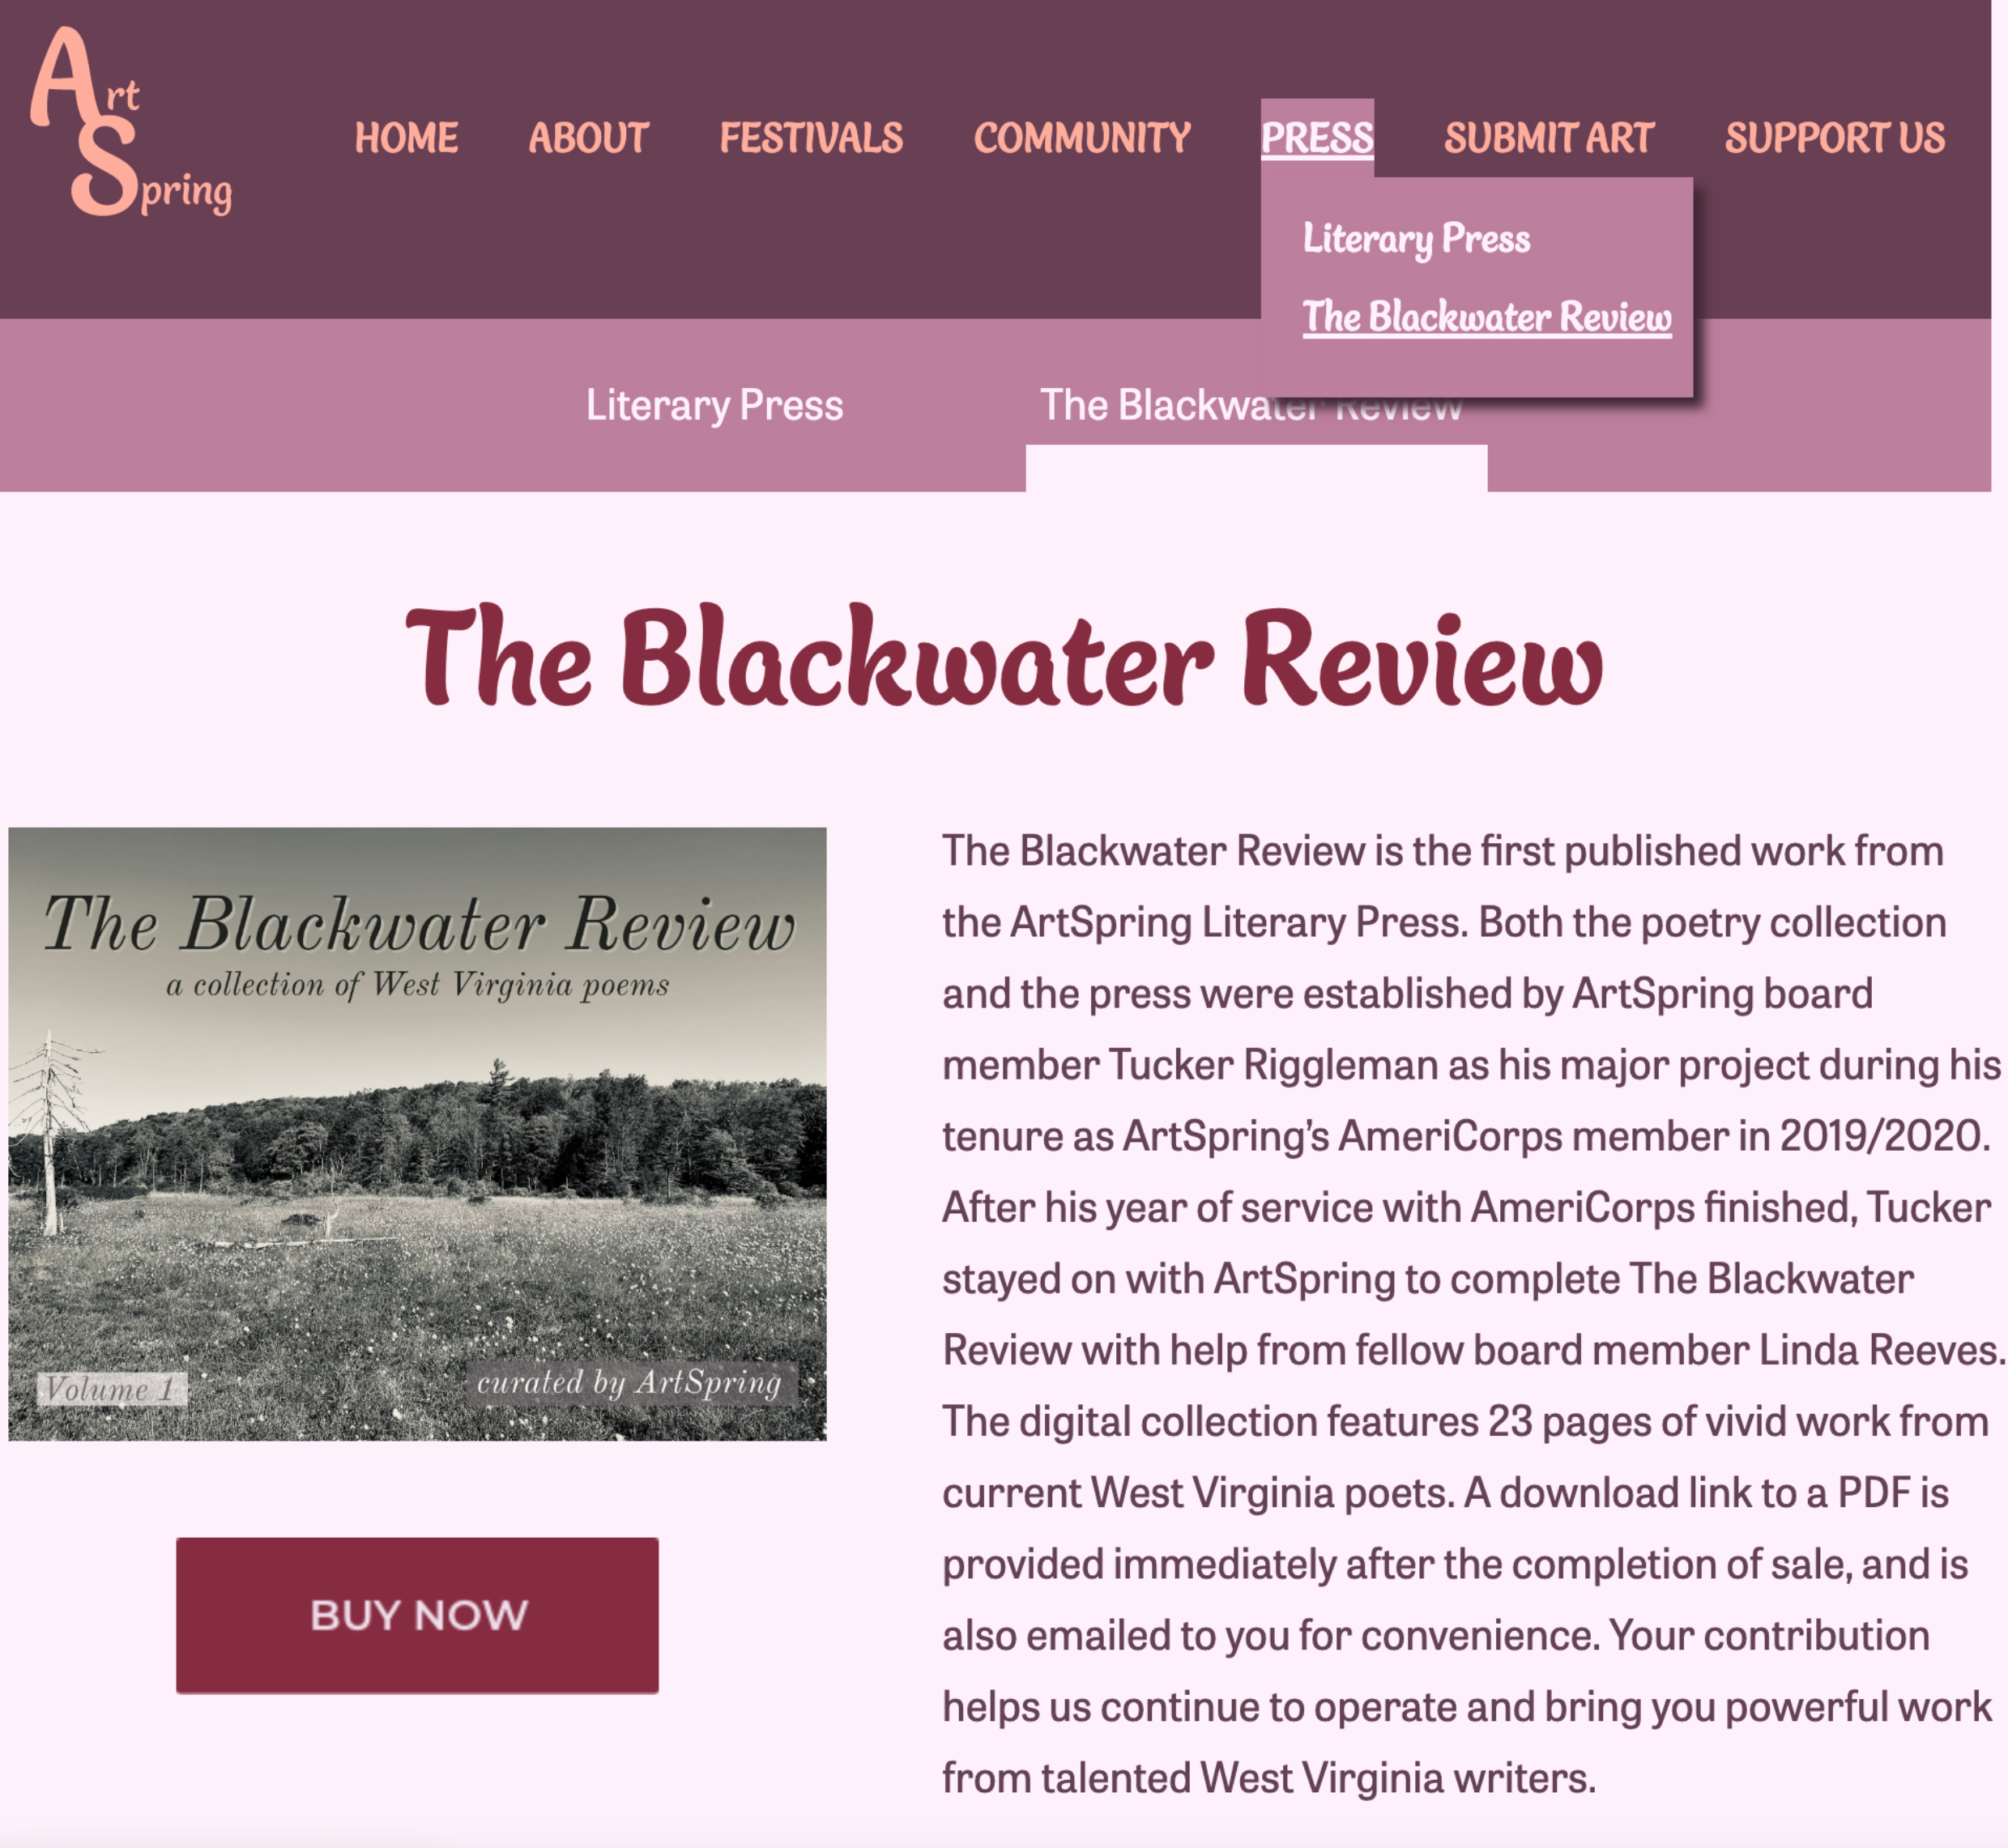 Art
Spring
HOME ABOUT FESTIVALS COMMUNITY PRESS SUBMIT ART SUPPORT US
Literary Press
The Blackwater Review
Literary Press The Blackwater Review
The Blackwater Review
The Blackwater Review
a collection of West Virginia poems
Volume 1 curated by ArtSpring
BUY NOW
The Blackwater Review is the first published work from
the ArtSpring Literary Press. Both the poetry collection
and the press were established by ArtSpring board
member Tucker Riggleman as his major project during his
tenure as ArtSpring’s AmeriCorps member in 2019/2020.
After his year of service with AmeriCorps finished, Tucker
stayed on with ArtSpring to complete The Blackwater
Review with help from fellow board member Linda Reeves.
The digital collection features 23 pages of vivid work from
current West Virginia poets. A download link to a PDF is
provided immediately after the completion of sale, and is
also emailed to you for convenience. Your contribution
helps us continue to operate and bring you powerful work
from talented West Virginia writers.